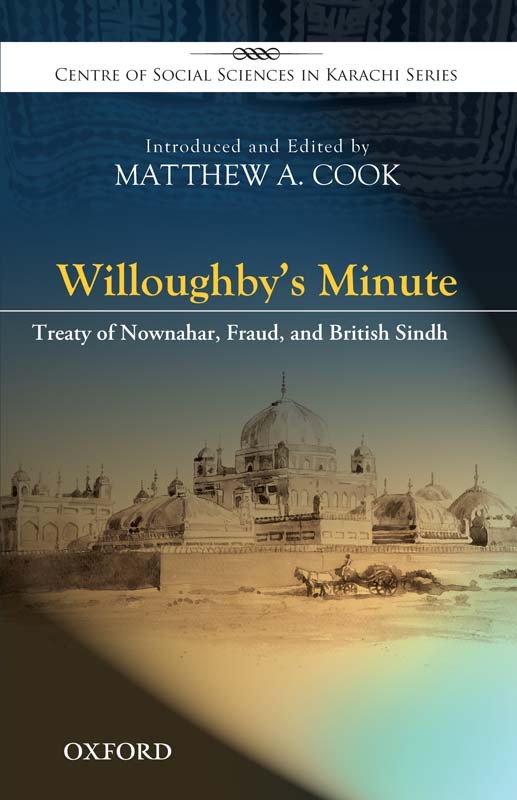 CENTRE OF SOCIAL SCIENCES IN KARACHI SERIES
Introduced and Edited by
MATTHEW A. COOK
Willoughby's Minute
Treaty of Nownahar, Fraud, and British Sindh
OXFORD